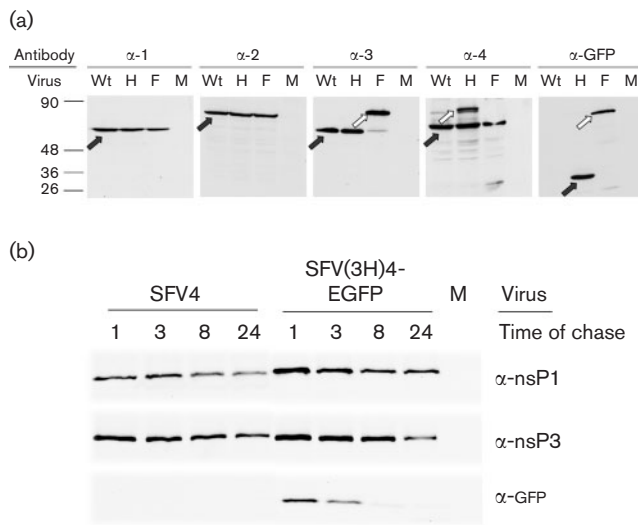 (a)
Antibody α-1 α-2 α-3 α-4 α-GFP
Virus Wt H F M Wt H F M Wt H F M Wt H F M H F M
90
48
36
26
(b)
SFV4 SFV(3H)4-EGFP M Virus
1 3 8 24 1 3 8 24 Time of chase
α-nsP1
α-nsP3
α-GFP